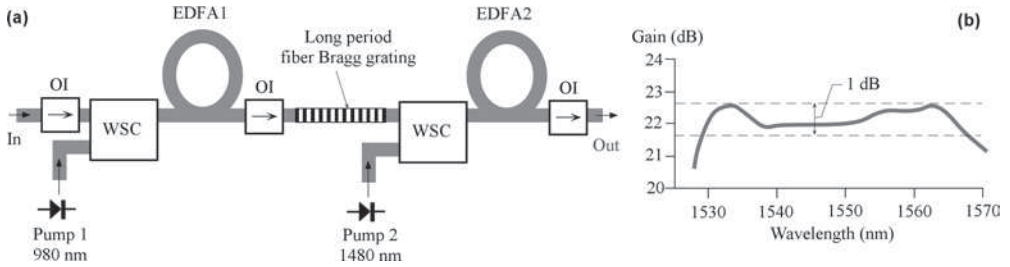 (a)
EDFA1
EDFA2
Long period
fiber Bragg grating
OI
OI
OI
WSC
WSC
In
Out
Pump 1
980 nm
Pump 2
1480 nm
(b)
Gain (dB)
24
23
22
21
20
1 dB
1530
1540
1550
1560
1570
Wavelength (nm)